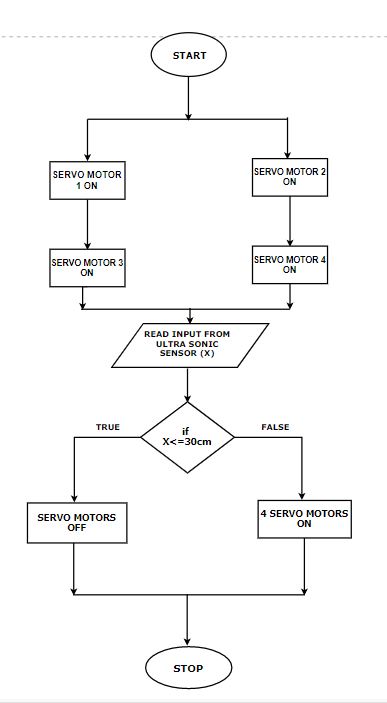 START
SERVO MOTOR
1 ON
SERVO MOTOR 2
ON
SERVO MOTOR 3
ON
SERVO MOTOR 4
ON
READ INPUT FROM
ULTRA SONIC
SENSOR (X)
TRUE
if
X<=30cm
FALSE
SERVO MOTORS
OFF
4 SERVO MOTORS
ON
STOP